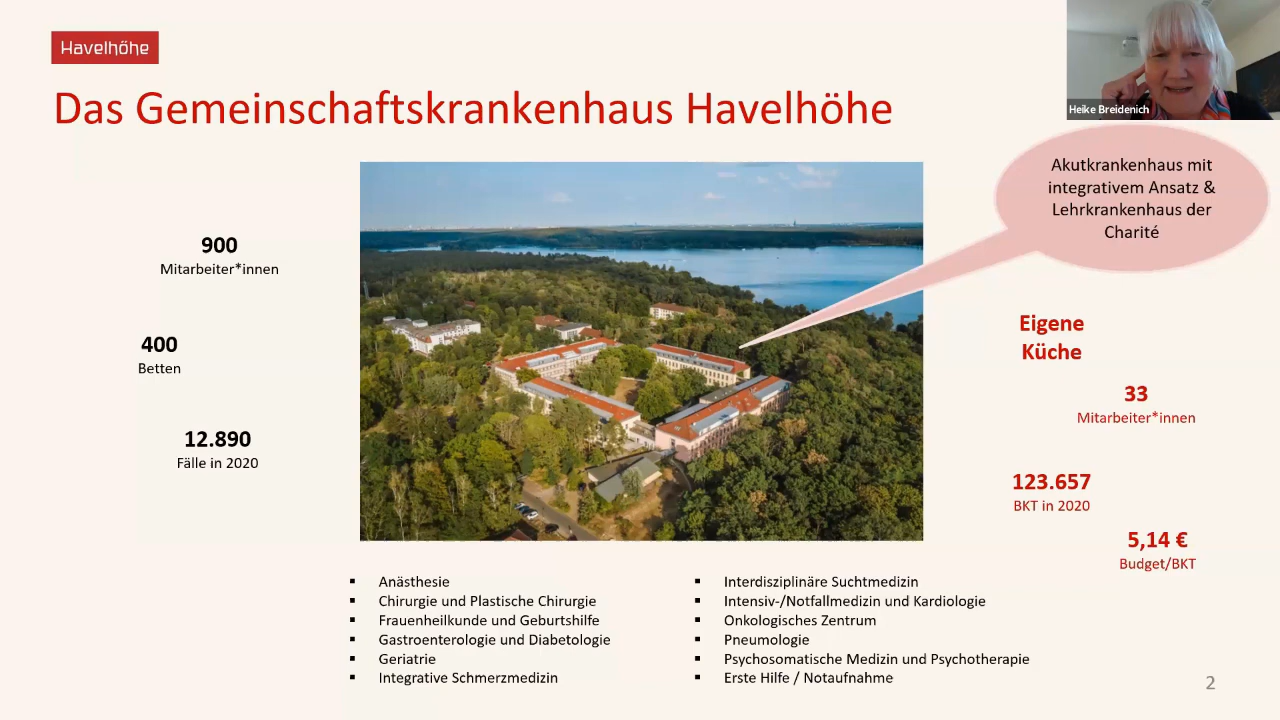 Havelhöhe
Das Gemeinschaftskrankenhaus Havelhöhe
Heike Breidenich
Akutkrankenhaus mit
integrativem Ansatz &
Lehrkrankenhaus der
Charité
900
Mitarbeiter*innen
400
Betten
12.890
Fälle in 2020
Eigene
Küche
33
Mitarbeiter*innen
123.657
BKT in 2020
5,14 €
Budget/BKT
▪ Anästhesie
▪ Chirurgie und Plastische Chirurgie
▪ Frauenheilkunde und Geburtshilfe
▪ Gastroenterologie und Diabetologie
▪ Geriatrie
▪ Integrative Schmerzmedizin
▪ Interdisziplinäre Suchtmedizin
▪ Intensiv-/Notfallmedizin und Kardiologie
▪ Onkologisches Zentrum
▪ Pneumologie
▪ Psychosomatische Medizin und Psychotherapie
▪ Erste Hilfe / Notaufnahme
2